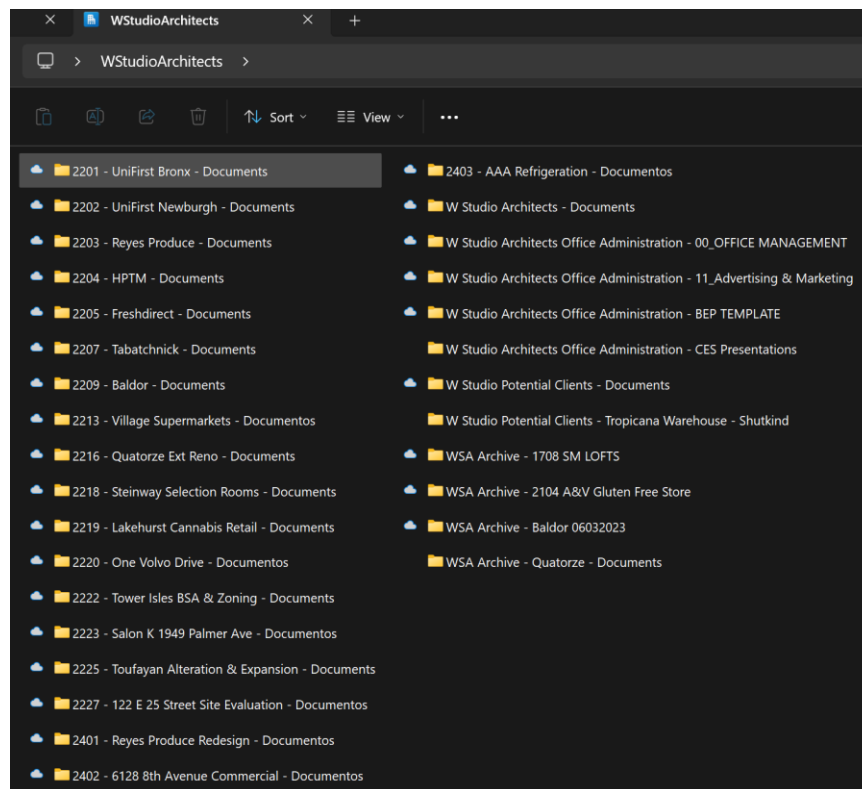 WStudioArchitects
WStudioArchitects
Sort
View
2201 - UniFirst Bronx - Documents
2202 - UniFirst Newburgh - Documents
2203 - Reyes Produce - Documents
2204 - HPTM - Documents
2205 - Freshdirect - Documents
2207 - Tabatchnick - Documents
2209 - Baldor - Documents
2213 - Village Supermarkets - Documentos
2216 - Quatorze Ext Reno - Documents
2218 - Steinway Selection Rooms - Documents
2219 - Lakehurst Cannabis Retail - Documents
2220 - One Volvo Drive - Documentos
2222 - Tower Isles BSA & Zoning - Documents
2223 - Salon K 1949 Palmer Ave - Documentos
2225 - Toufayan Alteration & Expansion - Documents
2227 - 122 E 25 Street Site Evaluation - Documentos
2401 - Reyes Produce Redesign - Documentos
2402 - 6128 8th Avenue Commercial - Documentos
2403 - AAA Refrigeration - Documentos
W Studio Architects - Documents
W Studio Architects Office Administration - 00_OFFICE MANAGEMENT
W Studio Architects Office Administration - 11_Advertising & Marketing
W Studio Architects Office Administration - BEP TEMPLATE
W Studio Architects Office Administration - CES Presentations
W Studio Potential Clients - Documents
W Studio Potential Clients - Tropicana Warehouse - Shutkind
WSA Archive - 1708 SM LOFTS
WSA Archive - 2104 A&V Gluten Free Store
WSA Archive - Baldor 06032023
WSA Archive - Quatorze - Documents